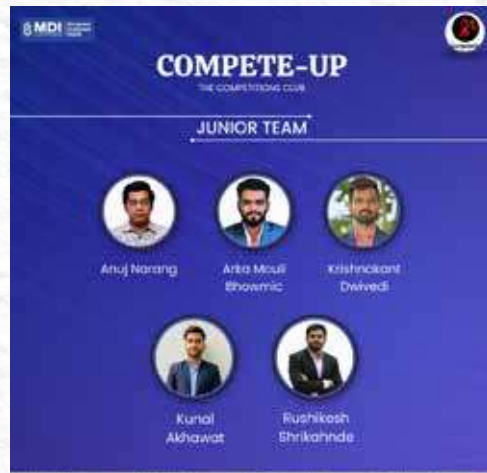 MDI
COMPETE-UP
THE COMPETITIONS CLUB
JUNIOR TEAM
Anuj Narang
Arka Mouli
Bhowmic
Krishnakant
Dwivedi
Kunal
Akhawat
Rushikesh
Shrikahnde